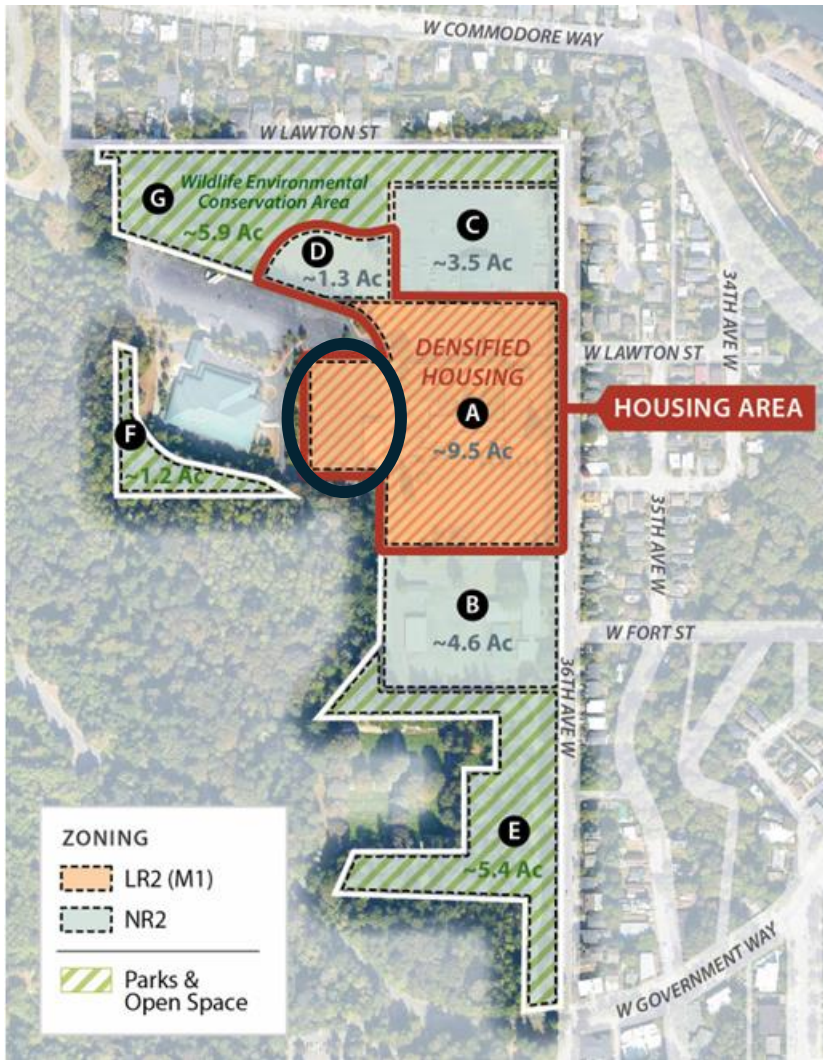 W COMMODORE WAY
W LAWTON ST
G
Wildlife Environmental
Conservation Area
~5.9 Ac
D
~1.3 Ac
C
~3.5 Ac
34TH AVE W
DENSIFIED
HOUSING
W LAWTON ST
A
HOUSING AREA
~9.5 Ac
F
~1.2 Ac
35TH AVE W
B
~4.6 Ac
W FORT ST
36TH AVE W
E
~5.4 Ac
ZONING
LR2 (M1)
NR2
Parks &
Open Space
W GOVERNMENT WAY